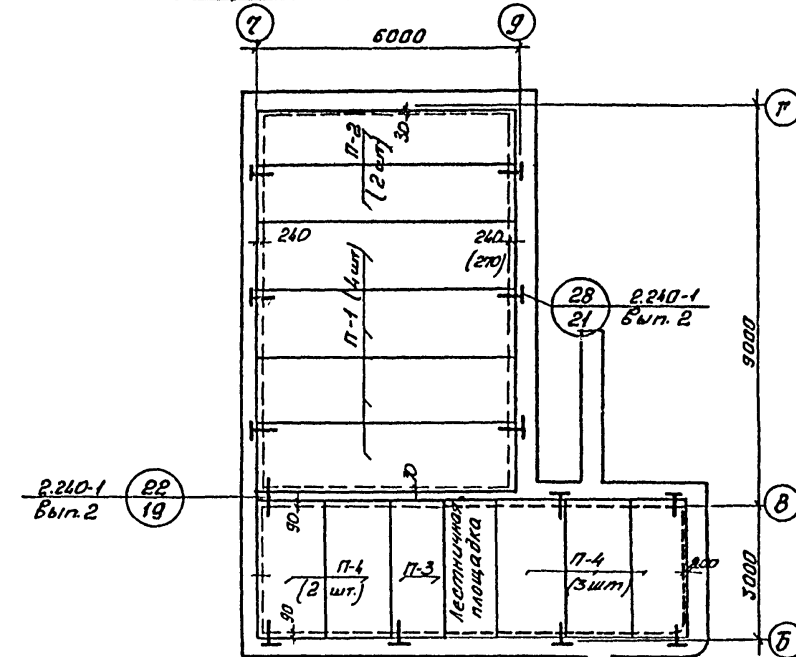 7
9
6000
Г
П-2
(2 шт)
30
240
240
(270)
П-1 (4 шт)
28
21
2.240-1
Вып. 2
9000
2.240-1
Вып. 2
22
19
В
90
П-4
(2 шт.)
П-3
Лестничная
площадка
П-4
(3 шт)
3000
90
Б